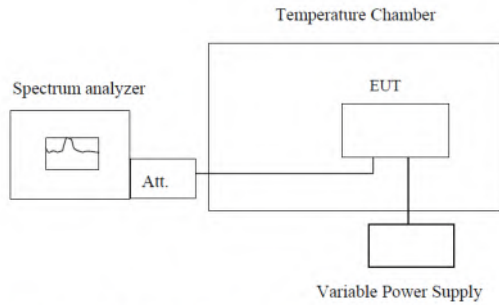 Temperature Chamber
Spectrum analyzer
EUT
Att.
Variable Power Supply